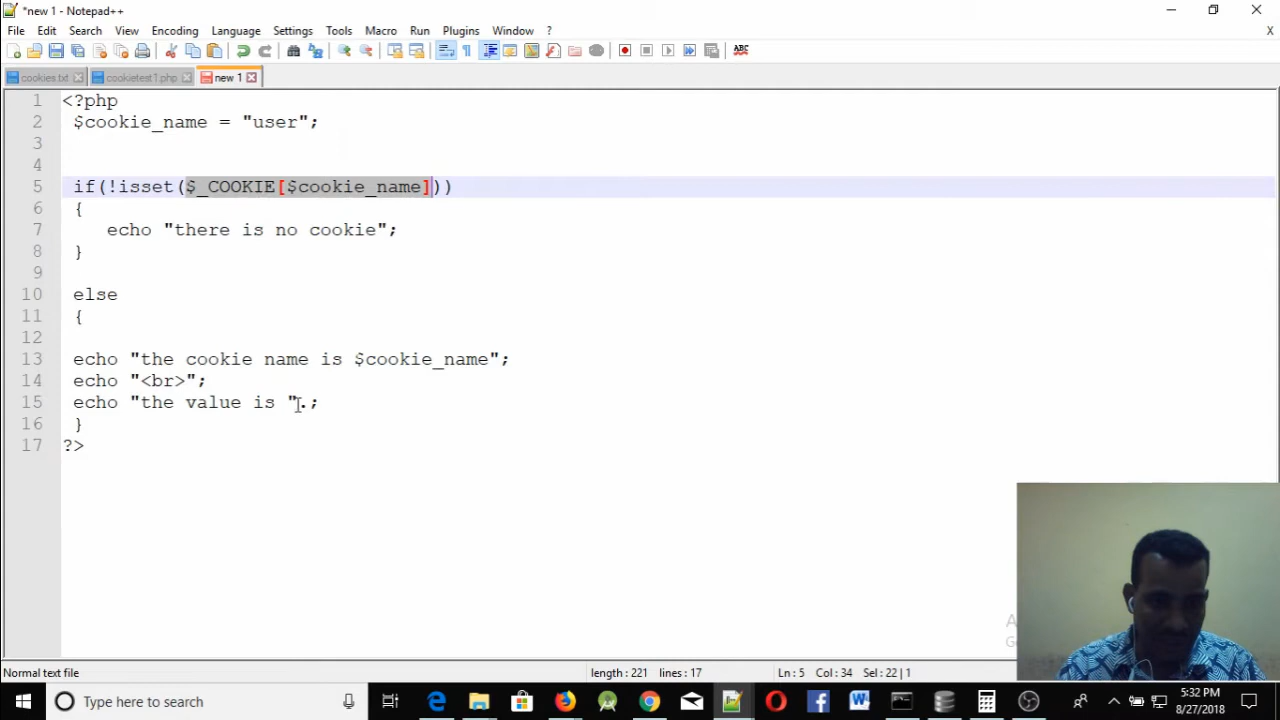 *new 1 - Notepad++
File Edit Search View Encoding Language Settings Tools Macro Run Plugins Window ? X
cookies.txt cookietest1.php new 1
1 <?php
2 $cookie_name = "user";
3
4
5 if(!isset($_COOKIE[$cookie_name]))
6 {
7 echo "there is no cookie";
8 }
9
10 else
11 {
12
13 echo "the cookie name is $cookie_name";
14 echo "<br>";
15 echo "the value is ".;
16 }
17 ?>
Normal text file length : 221 lines : 17 Ln : 5 Col : 34 Sel : 22 | 1
Type here to search
5:32 PM
8/27/2018